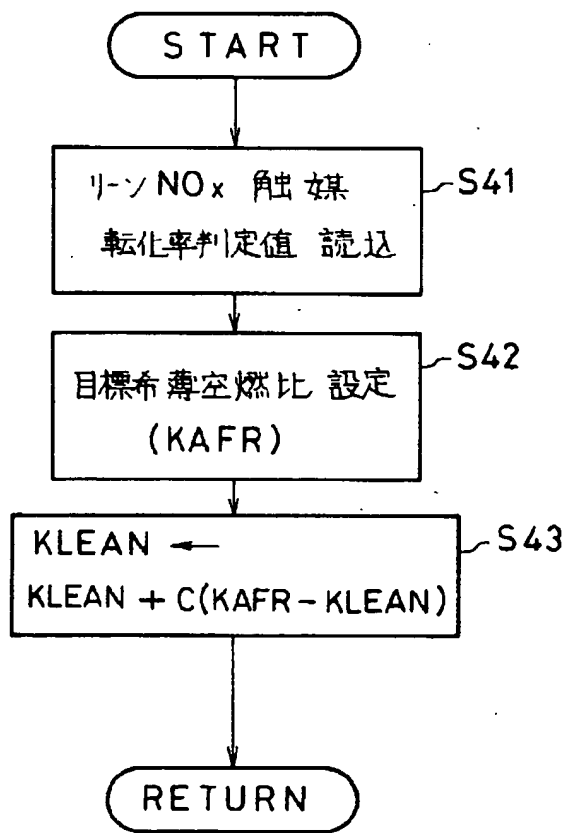 START
リーンNOx 触媒
転化率判定値 読込
S41
目標希薄空燃比 設定
(KAFR)
S42
KLEAN ←
KLEAN + C(KAFR-KLEAN)
S43
RETURN